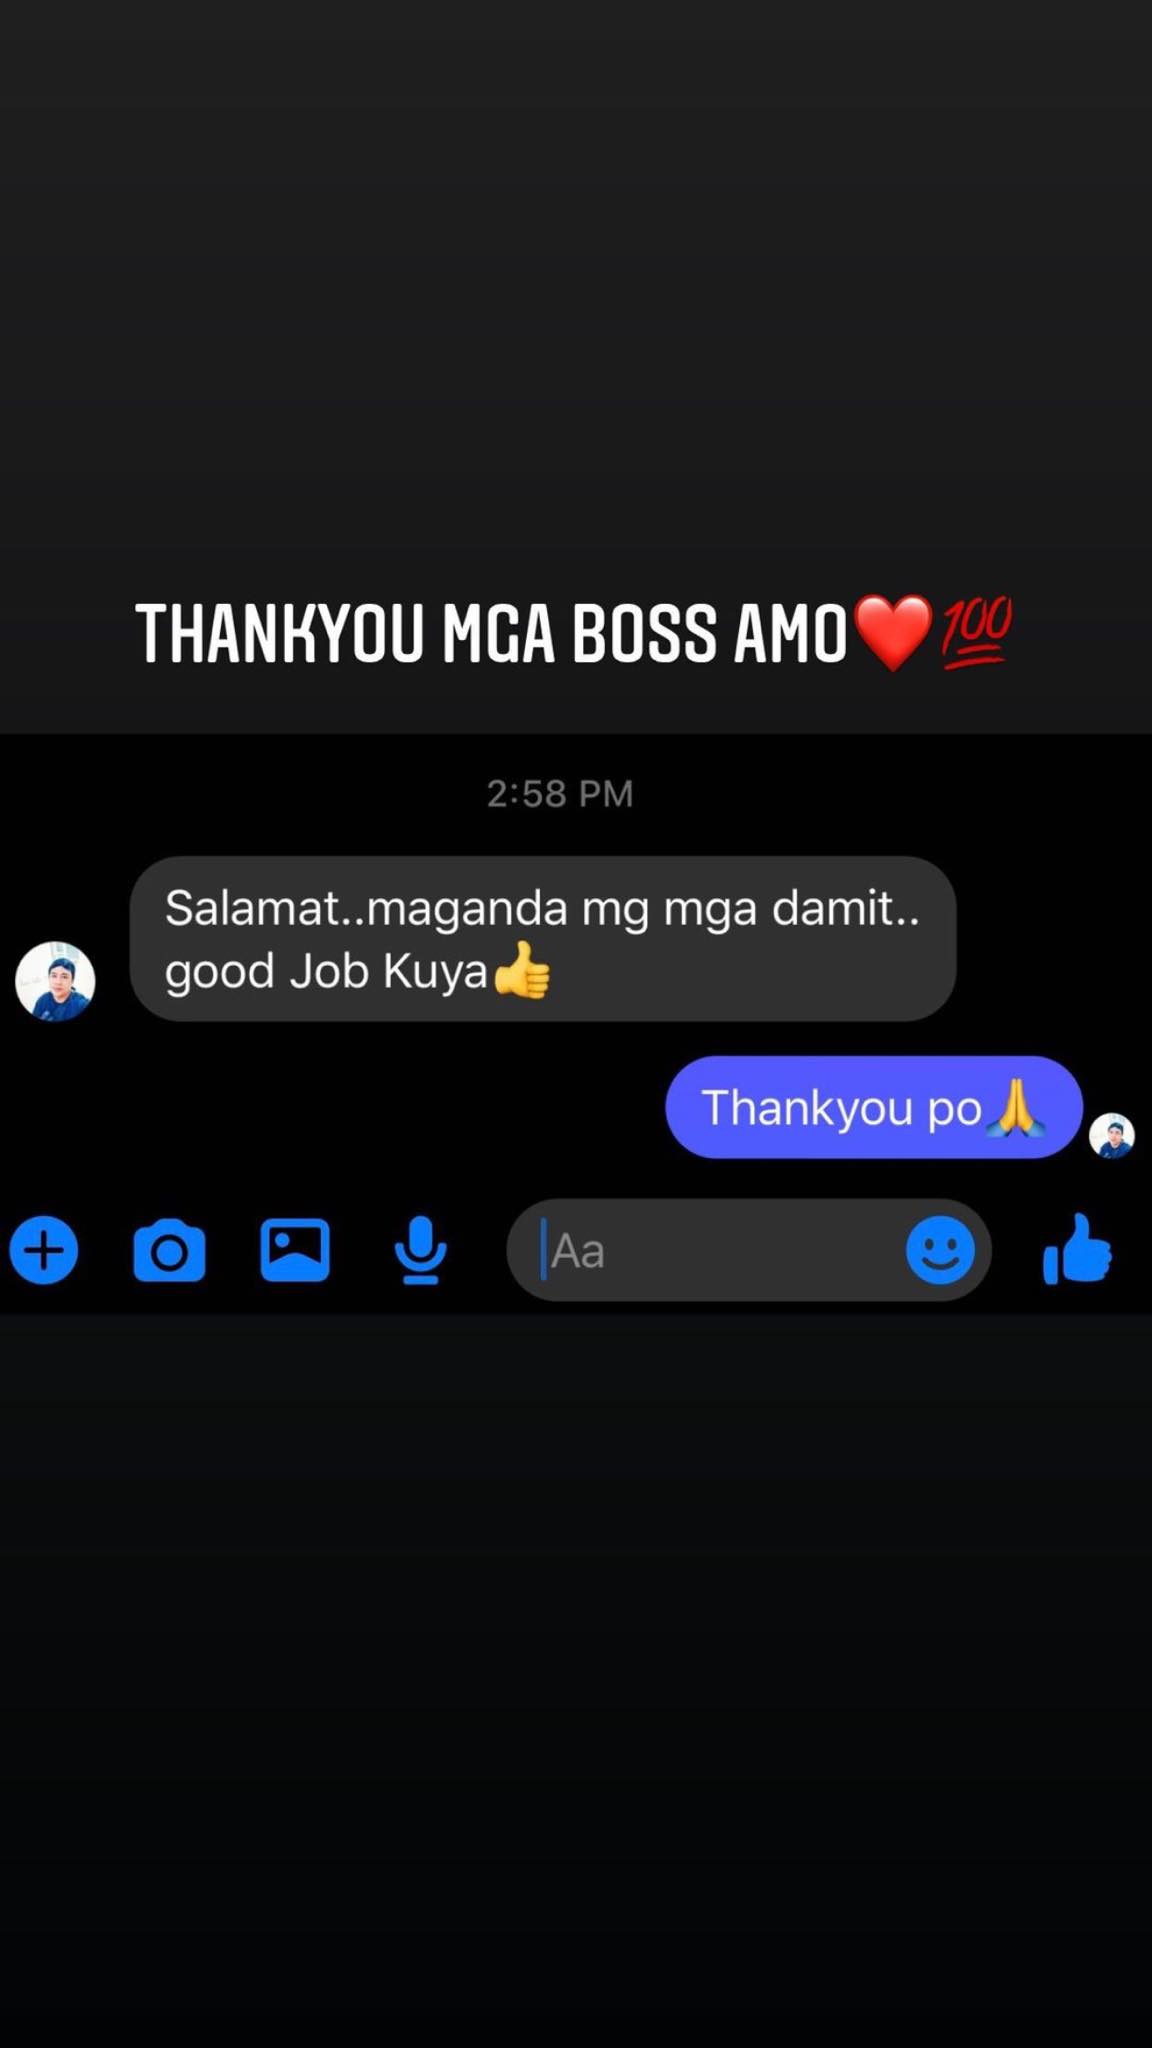 THANKYOU MGA BOSS AMO❤️💯
2:58 PM
Salamat..maganda mg mga damit..
good Job Kuya👍
Thankyou po🙏
Aa